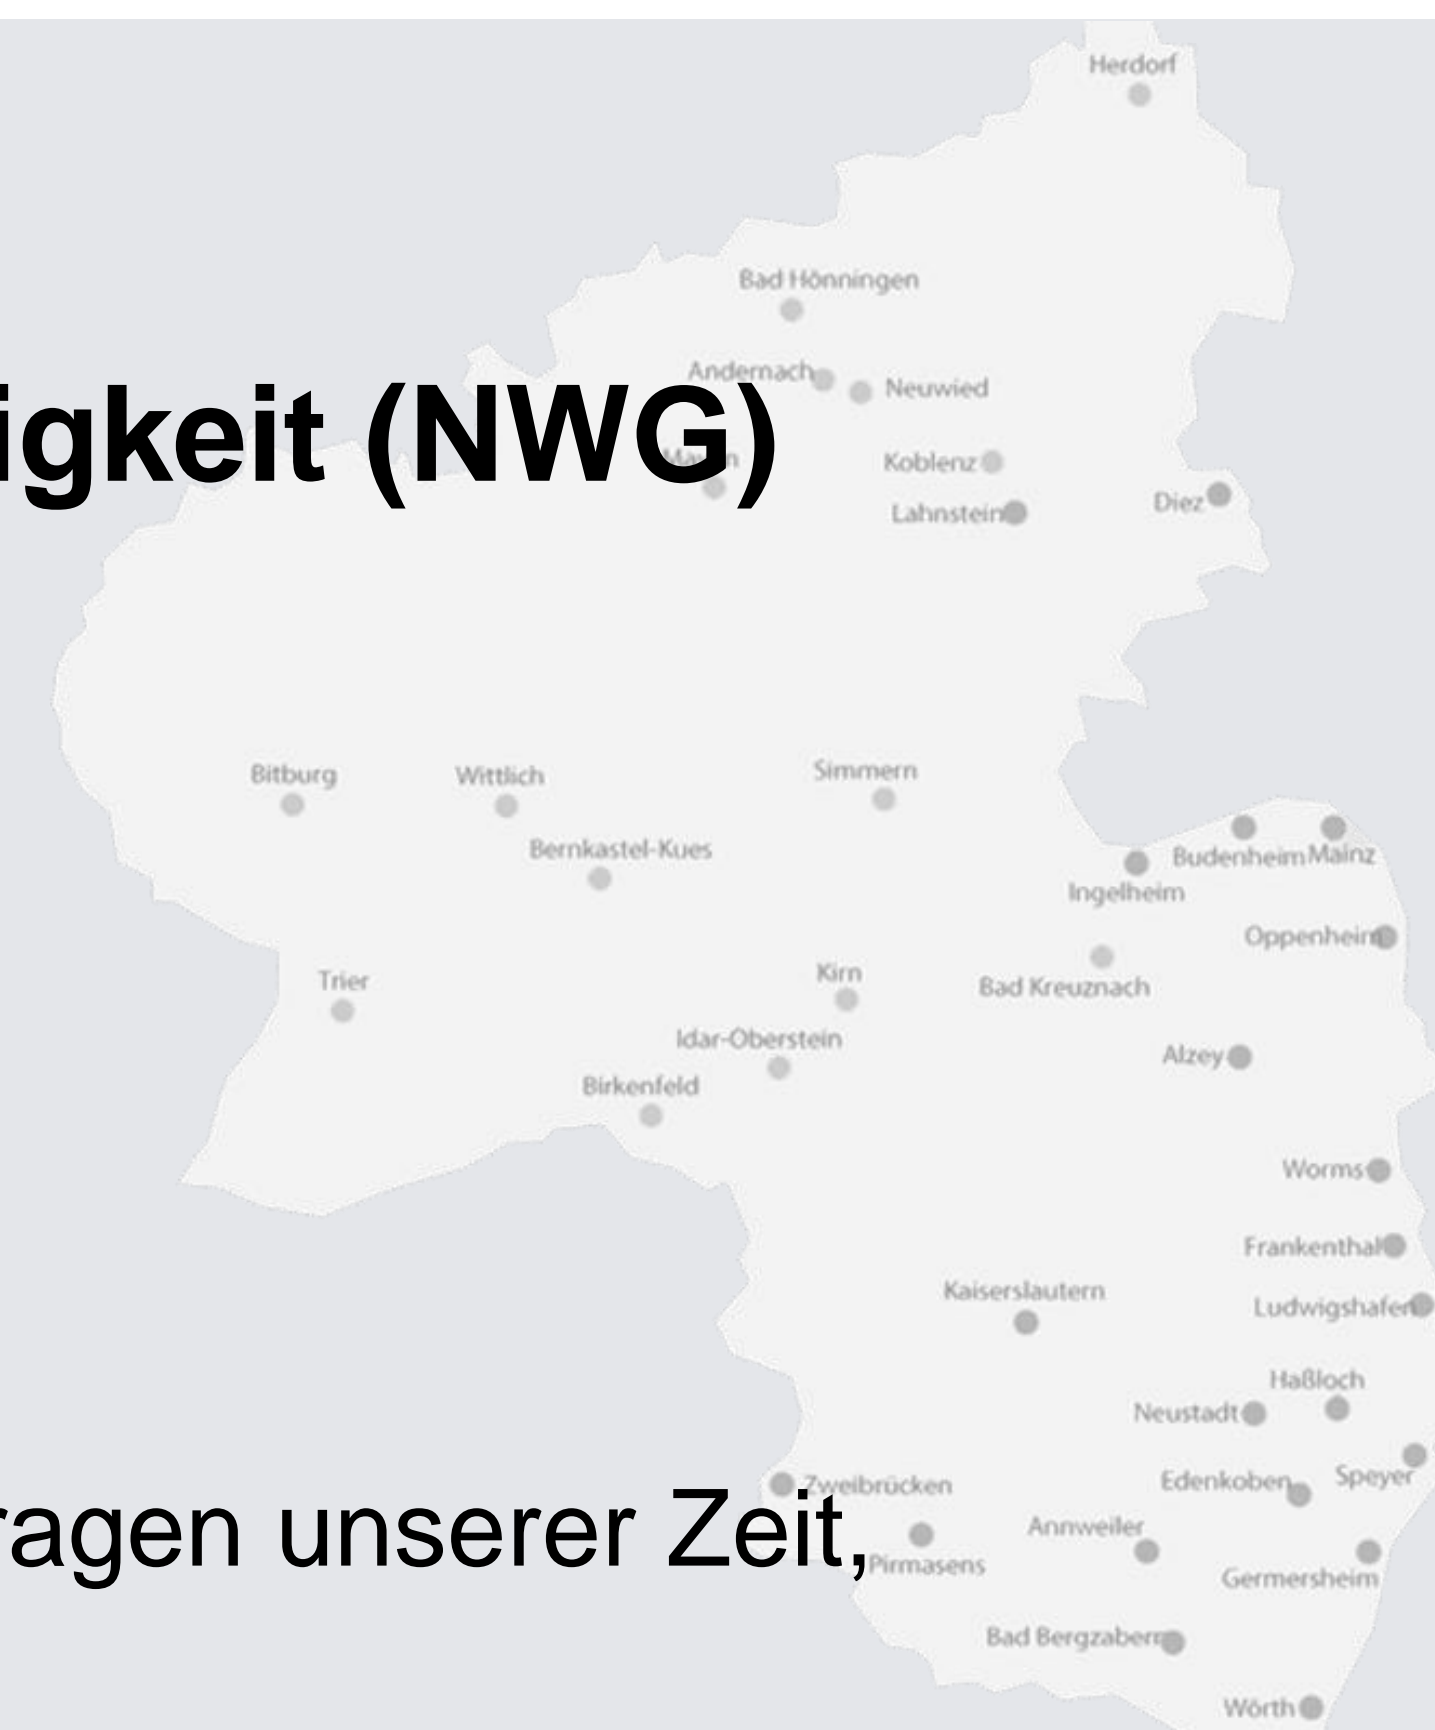 Herdorf
Bad Hönningen
Andernach
Neuwied
igkeit (NWG)
Koblenz
Lahnstein
Diez
Bitburg
Wittlich
Simmern
Bernkastel-Kues
Budenheim
Mainz
Ingelheim
Oppenheim
Trier
Kirn
Bad Kreuznach
Idar-Oberstein
Alzey
Birkenfeld
Worms
Frankenthal
Kaiserslautern
Ludwigshafen
Haßloch
Neustadt
Zweibrücken
Edenkoben
Speyer
ragen unserer Zeit,
Annweiler
Pirmasens
Germersheim
Bad Bergzabern
Wörth